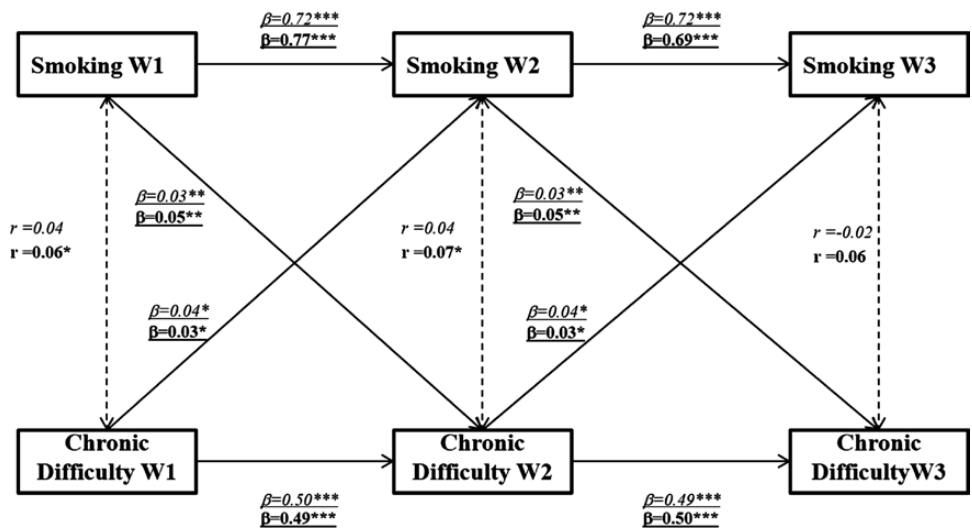 β=0.72***
β=0.77***
β=0.72***
β=0.69***
Smoking W1
Smoking W2
Smoking W3
β=0.03**
β=0.05**
β=0.03**
β=0.05**
r =0.04
r =0.06*
r =0.04
r =0.07*
r =-0.02
r =0.06
β=0.04*
β=0.03*
β=0.04*
β=0.03*
Chronic
Difficulty W1
Chronic
Difficulty W2
Chronic
DifficultyW3
β=0.50***
β=0.49***
β=0.49***
β=0.50***